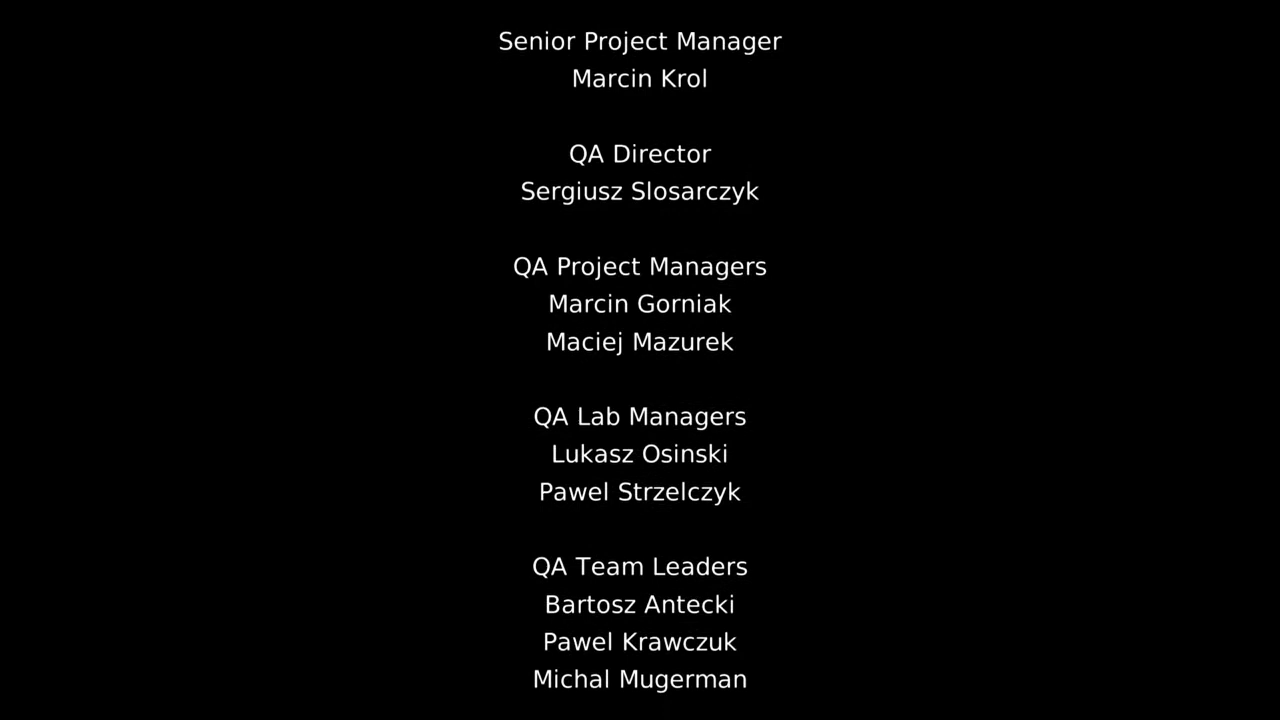 Senior Project Manager
Marcin Krol
QA Director
Sergiusz Slosarczyk
QA Project Managers
Marcin Gorniak
Maciej Mazurek
QA Lab Managers
Lukasz Osinski
Pawel Strzelczyk
QA Team Leaders
Bartosz Antecki
Pawel Krawczuk
Michal Mugerman